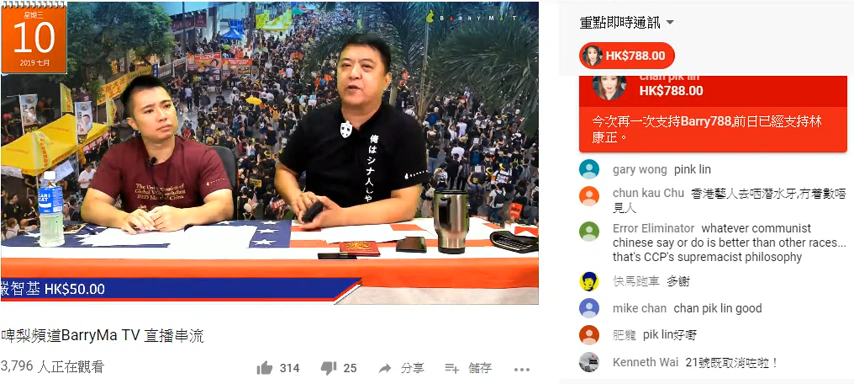 星期三
10
2019 七月
BARRYMA T
俺はシナ人じゃ
嚴智基 HK$50.00
啤梨頻道BarryMa TV 直播串流
3,796 人正在觀看
314
25
分享
儲存
重點即時通訊
HK$788.00
chan pik lin
HK$788.00
今次再一次支持Barry788,前日已經支持林
康正。
gary wong pink lin
chun kau Chu 香港藝人去哂潛水牙,冇着數唔
見人
Error Eliminator whatever communist
chinese say or do is better than other races...
that's CCP's supremacist philosophy
快馬跑車 多謝
mike chan chan pik lin good
肥龍 pik lin好嘢
Kenneth Wai 21號既取消咗啦！